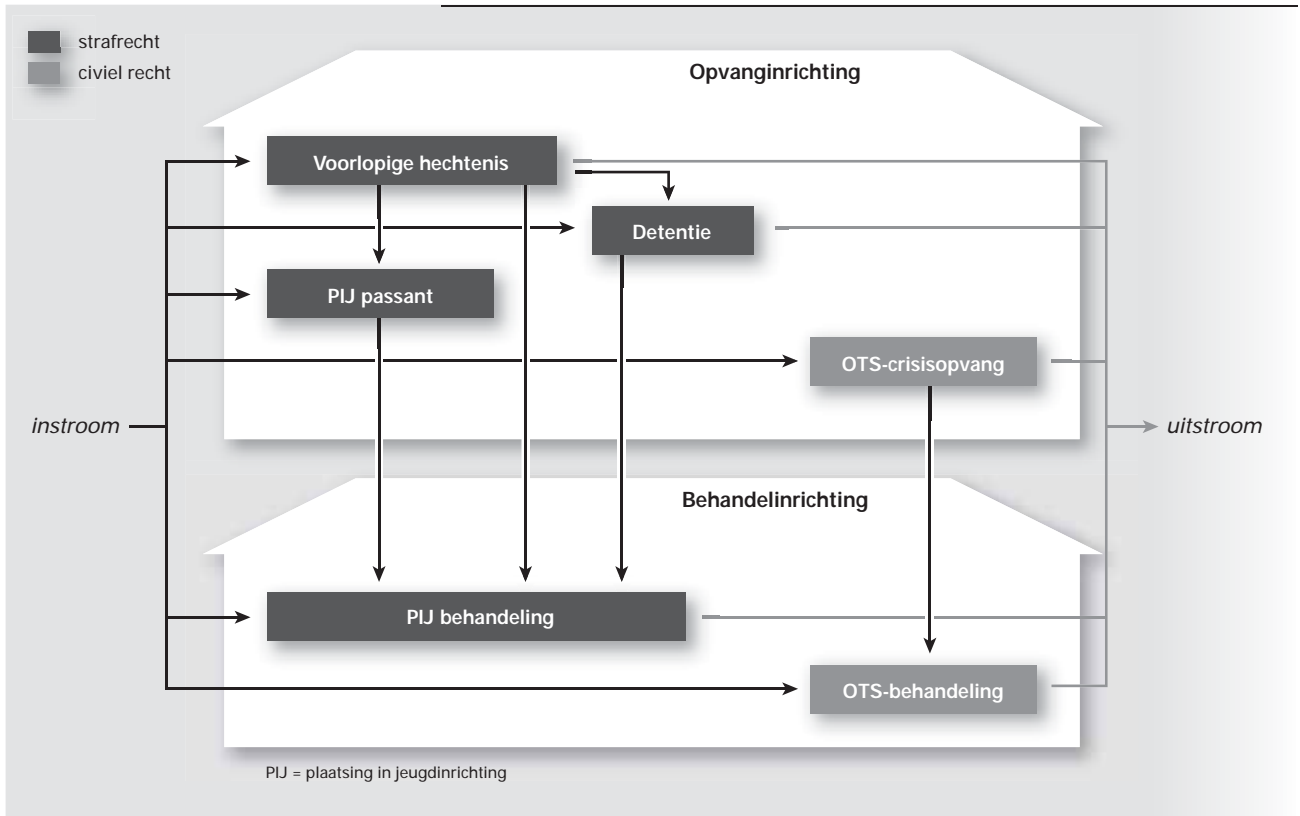 strafrecht
civiel recht
Opvanginrichting
Voorlopige hechtenis
Detentie
PIJ passant
OTS-crisisopvang
instroom
uitstroom
Behandelinrichting
PIJ behandeling
OTS-behandeling
PIJ = plaatsing in jeugdinrichting